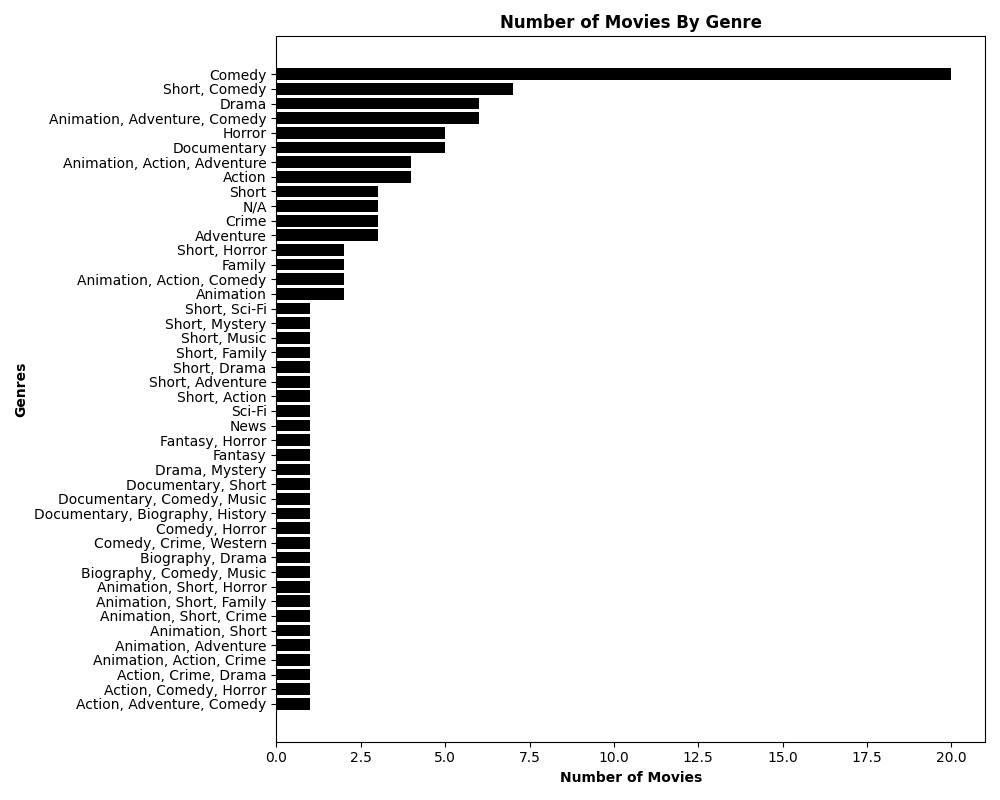 Number of Movies By Genre
Comedy
Short, Comedy
Drama
Animation, Adventure, Comedy
Horror
Documentary
Animation, Action, Adventure
Action
Short
N/A
Crime
Adventure
Short, Horror
Family
Animation, Action, Comedy
Animation
Short, Sci-Fi
Short, Mystery
Short, Music
Short, Family
Short, Drama
Short, Adventure
Short, Action
Sci-Fi
News
Fantasy, Horror
Fantasy
Drama, Mystery
Documentary, Short
Documentary, Comedy, Music
Documentary, Biography, History
Comedy, Horror
Comedy, Crime, Western
Biography, Drama
Biography, Comedy, Music
Animation, Short, Horror
Animation, Short, Family
Animation, Short, Crime
Animation, Short
Animation, Adventure
Animation, Action, Crime
Action, Crime, Drama
Action, Comedy, Horror
Action, Adventure, Comedy
Genres
0.0 2.5 5.0 7.5 10.0 12.5 15.0 17.5 20.0
Number of Movies